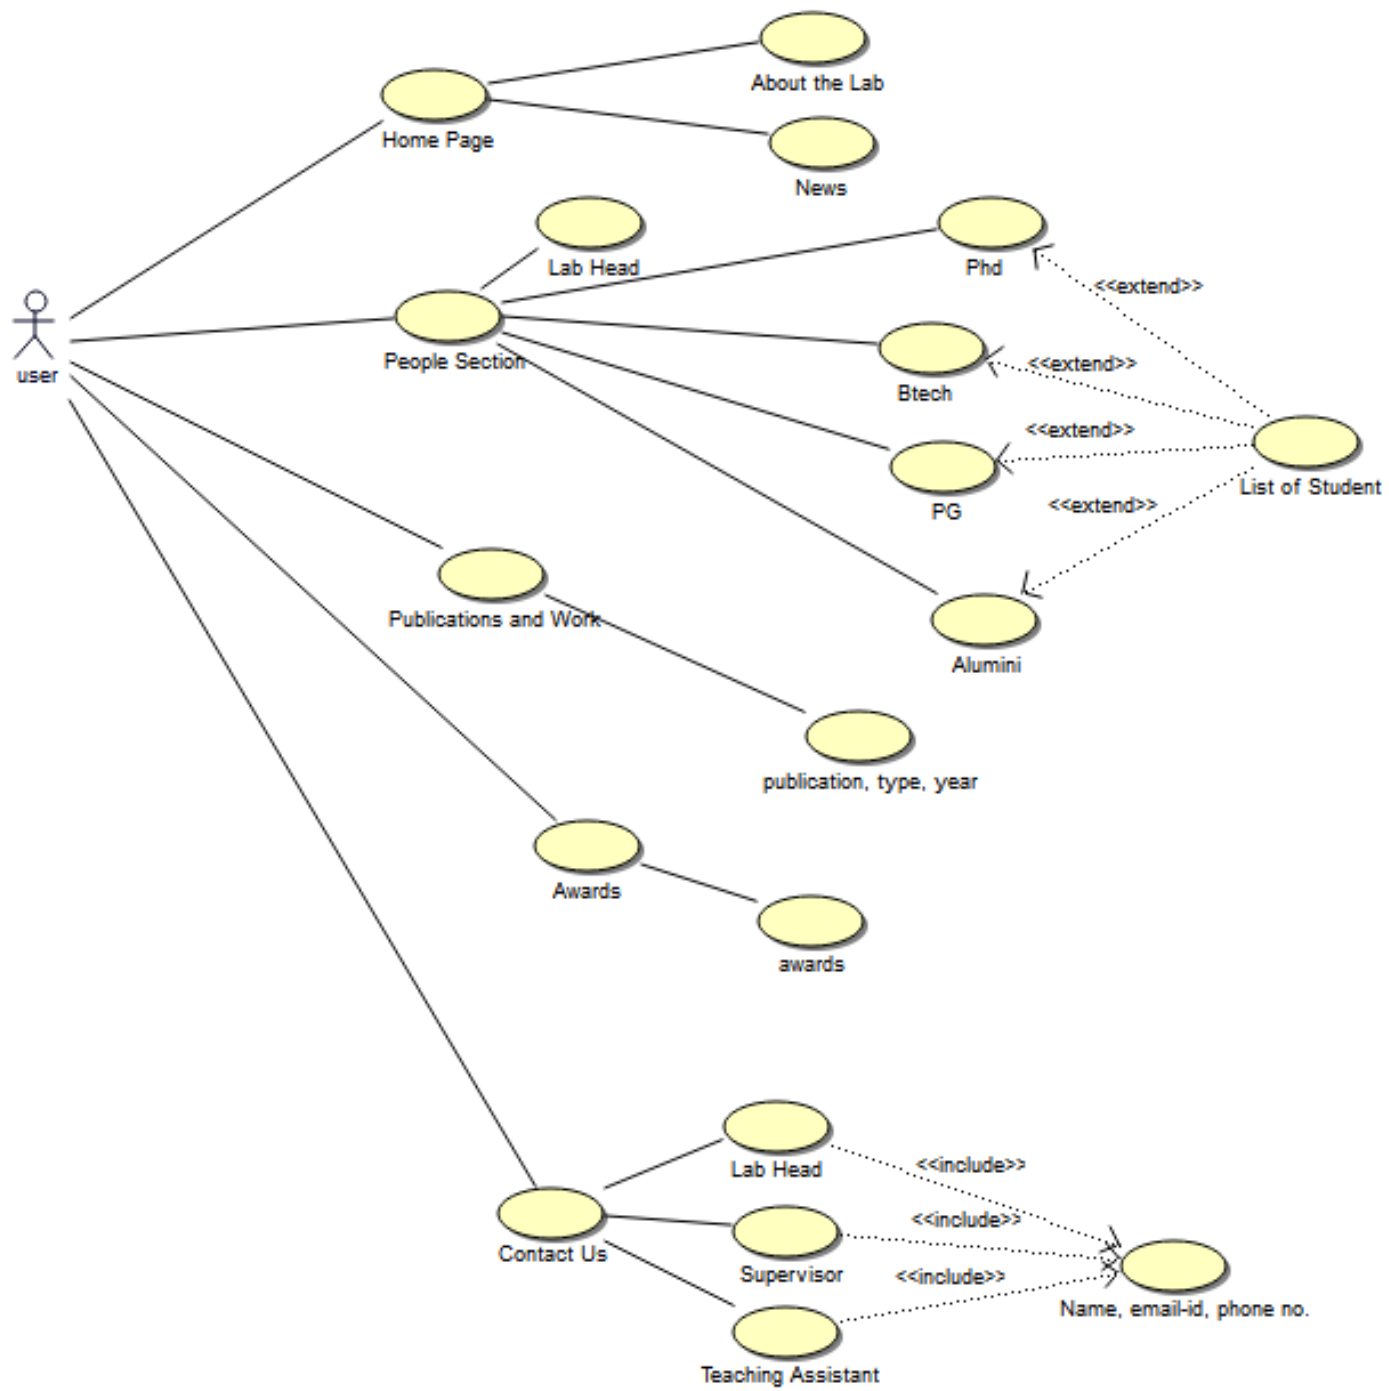 About the Lab
Home Page
News
Lab Head
Phd
<<extend>>
user
People Section
<<extend>>
Btech
<<extend>>
List of Student
PG
<<extend>>
Publications and Work
Alumini
publication, type, year
Awards
awards
Lab Head
<<include>>
<<include>>
Contact Us
Supervisor
<<include>>
Name, email-id, phone no.
Teaching Assistant